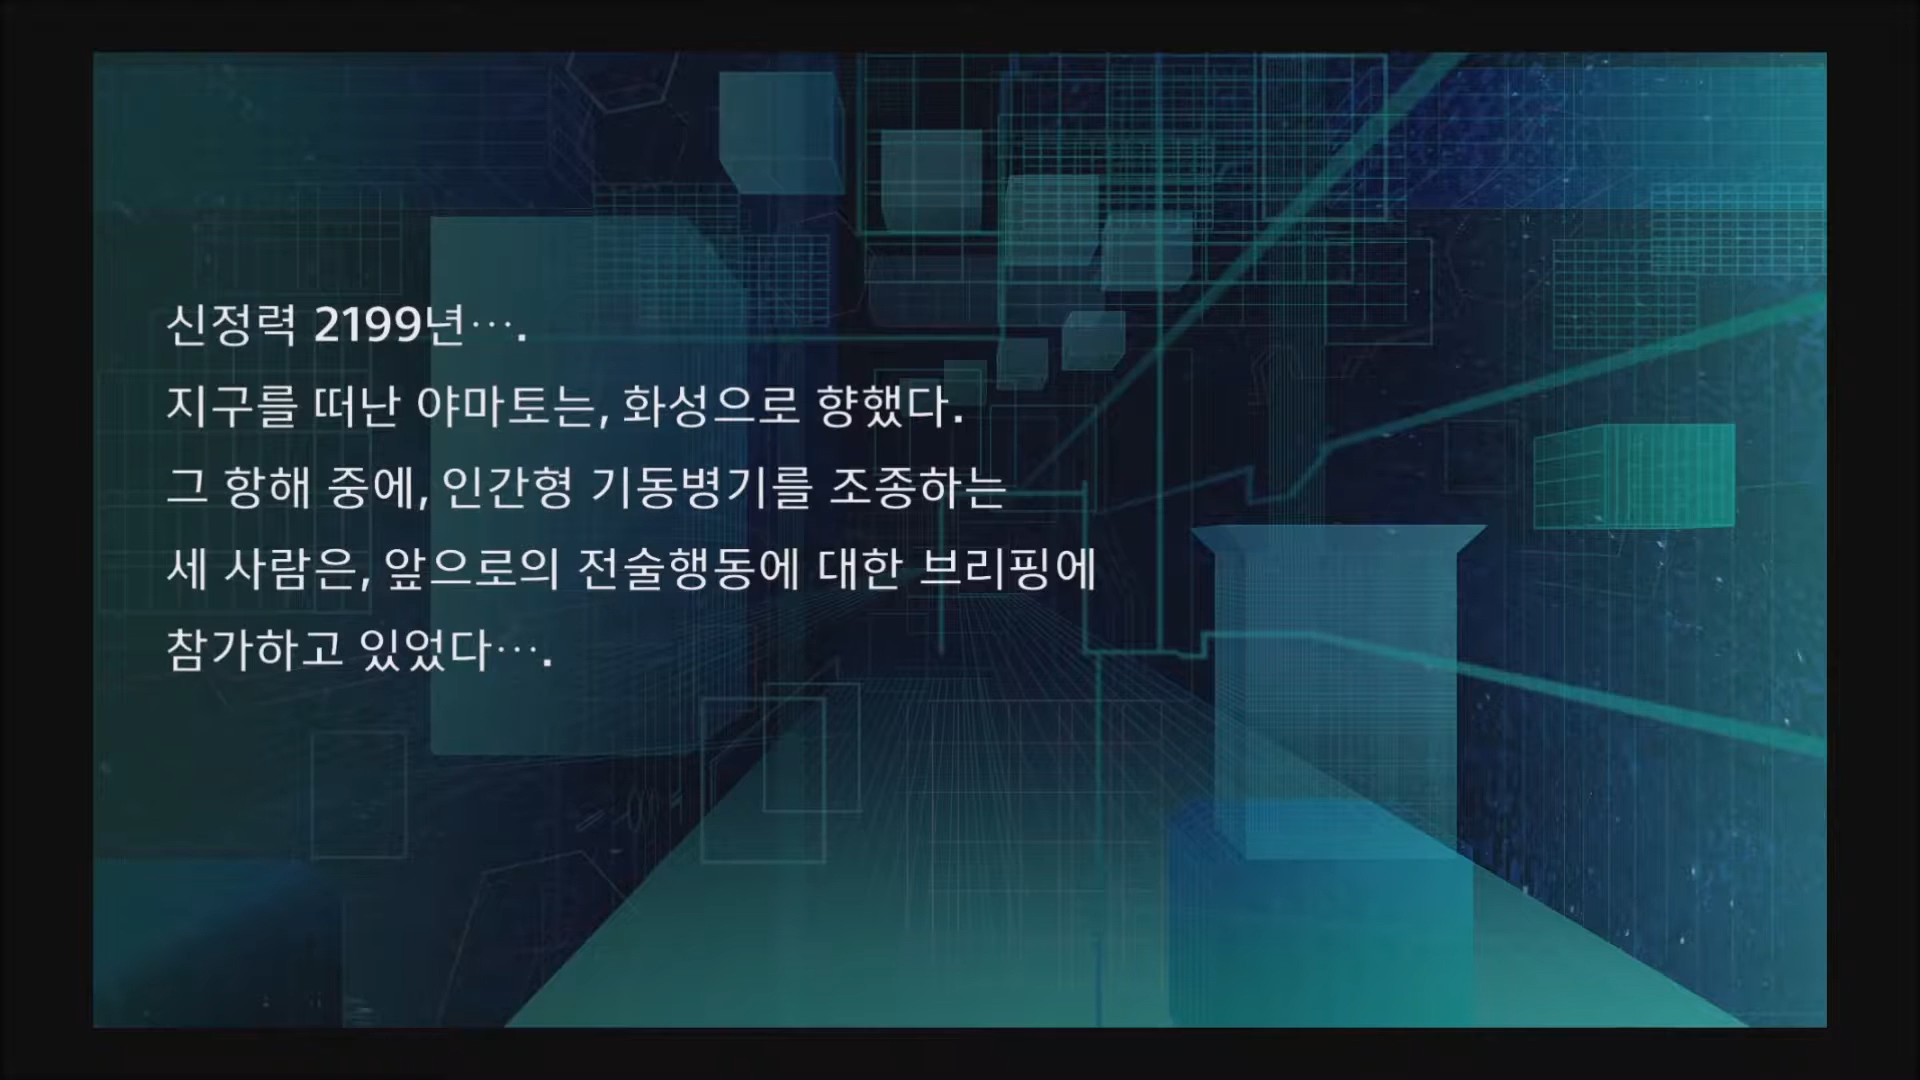 신정력 2199년….
지구를 떠난 야마토는, 화성으로 향했다.
그 항해 중에, 인간형 기동병기를 조종하는
세 사람은, 앞으로의 전술행동에 대한 브리핑에
참가하고 있었다….